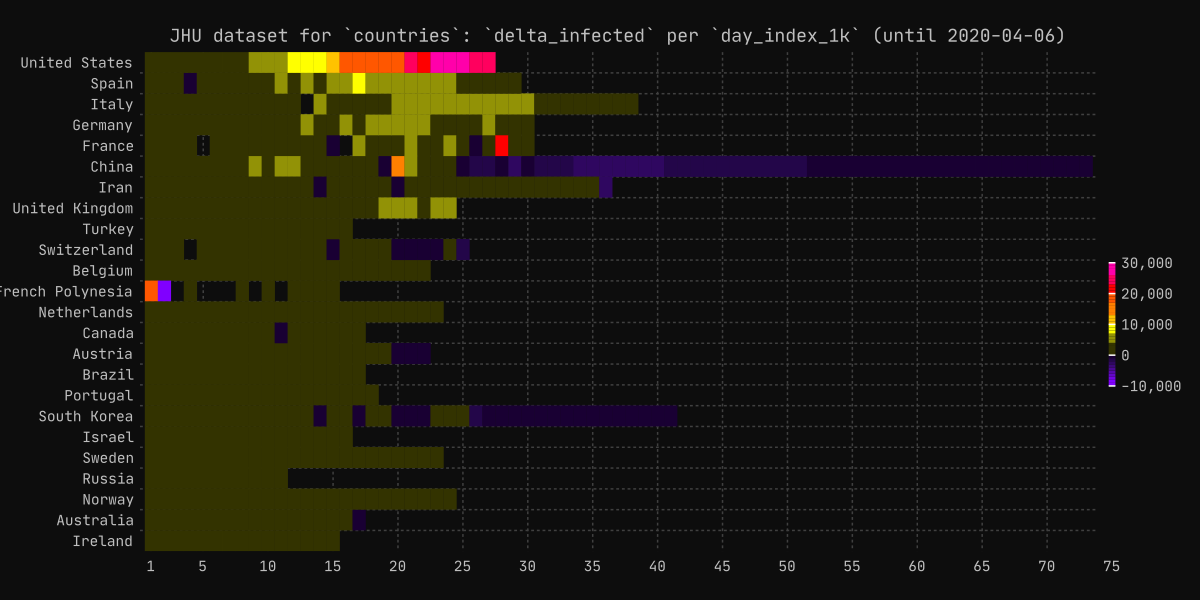 JHU dataset for `countries`: `delta_infected` per `day_index_1k` (until 2020-04-06)
United States
Spain
Italy
Germany
France
China
Iran
United Kingdom
Turkey
Switzerland
Belgium
French Polynesia
Netherlands
Canada
Austria
Brazil
Portugal
South Korea
Israel
Sweden
Russia
Norway
Australia
Ireland
30,000
20,000
10,000
0
-10,000
1 5 10 15 20 25 30 35 40 45 50 55 60 65 70 75